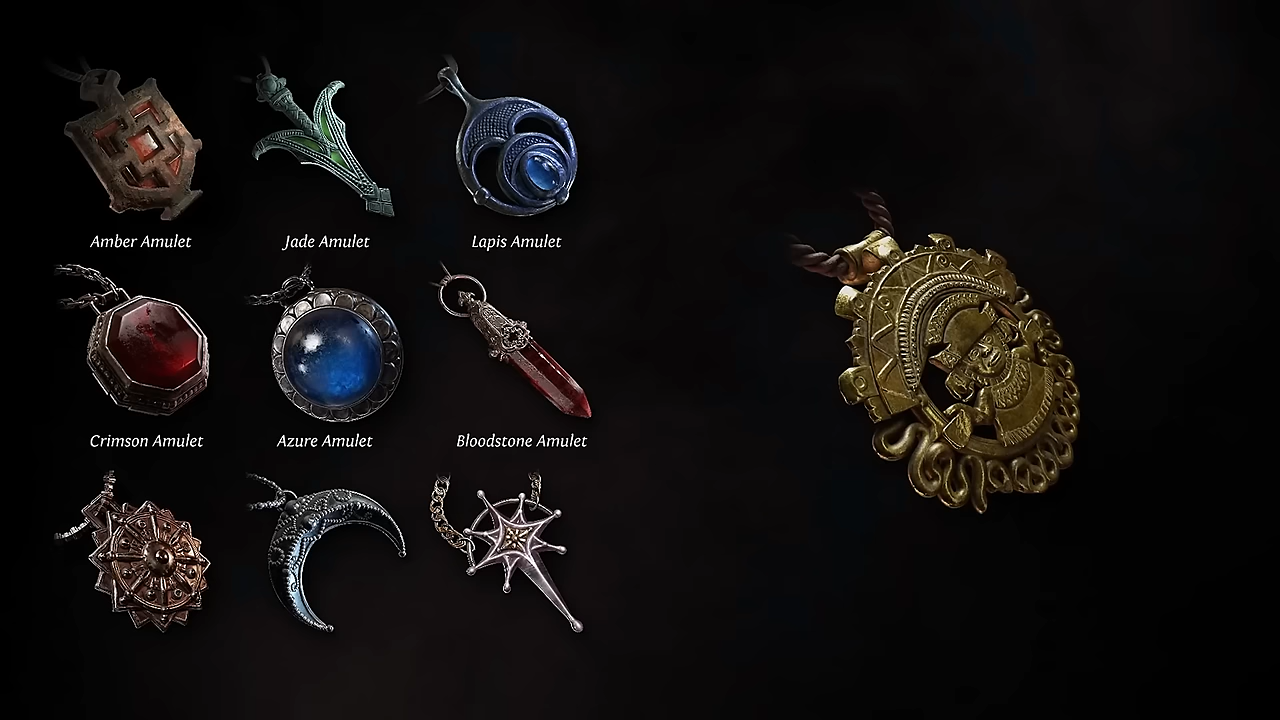 Amber Amulet
Jade Amulet
Lapis Amulet
Crimson Amulet
Azure Amulet
Bloodstone Amulet